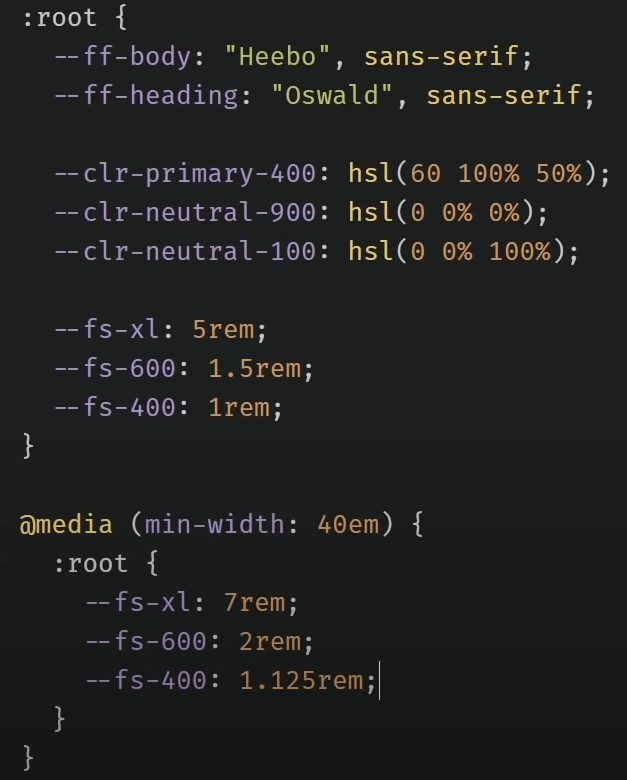 :root {
--ff-body: "Heebo", sans-serif;
--ff-heading: "Oswald", sans-serif;
--clr-primary-400: hsl(60 100% 50%);
--clr-neutral-900: hsl(0 0% 0%);
--clr-neutral-100: hsl(0 0% 100%);
--fs-xl: 5rem;
--fs-600: 1.5rem;
--fs-400: 1rem;
}
@media (min-width: 40em) {
:root {
--fs-xl: 7rem;
--fs-600: 2rem;
--fs-400: 1.125rem;
}
}